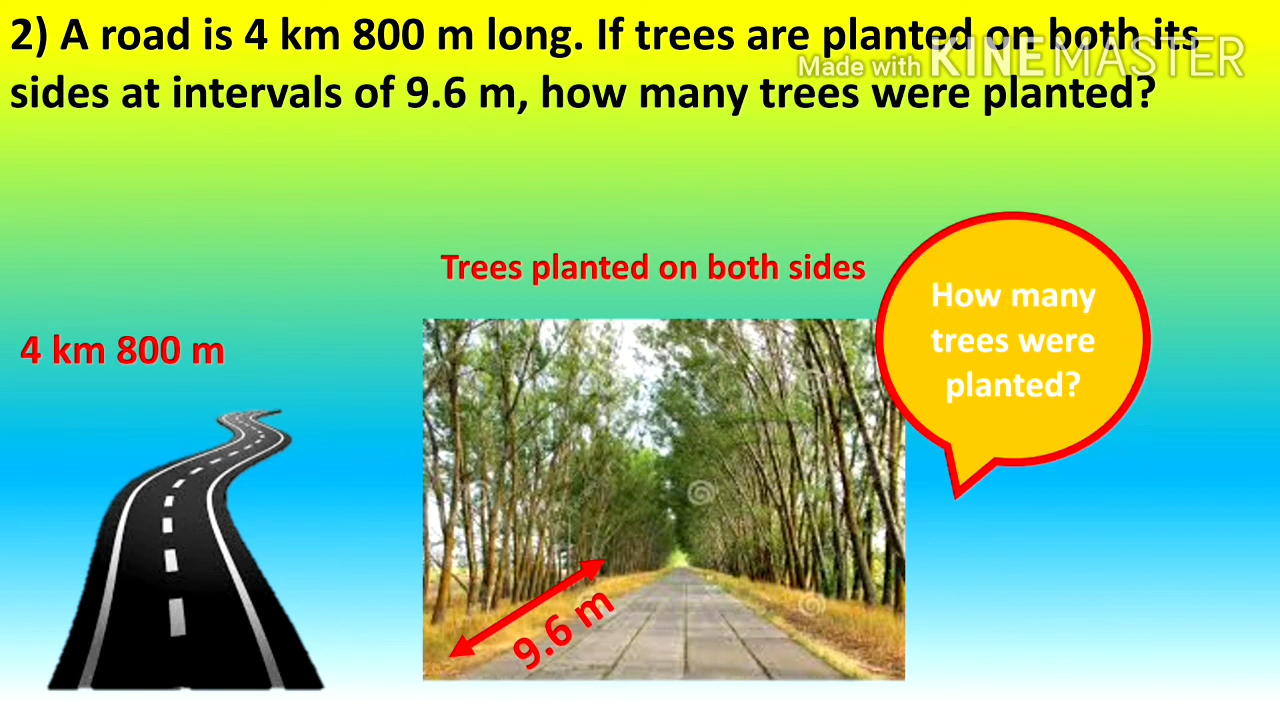 2) A road is 4 km 800 m long. If trees are planted on both its
Made with KINEMASTER
sides at intervals of 9.6 m, how many trees were planted?
Trees planted on both sides
How many
trees were
planted?
4 km 800 m
9.6 m